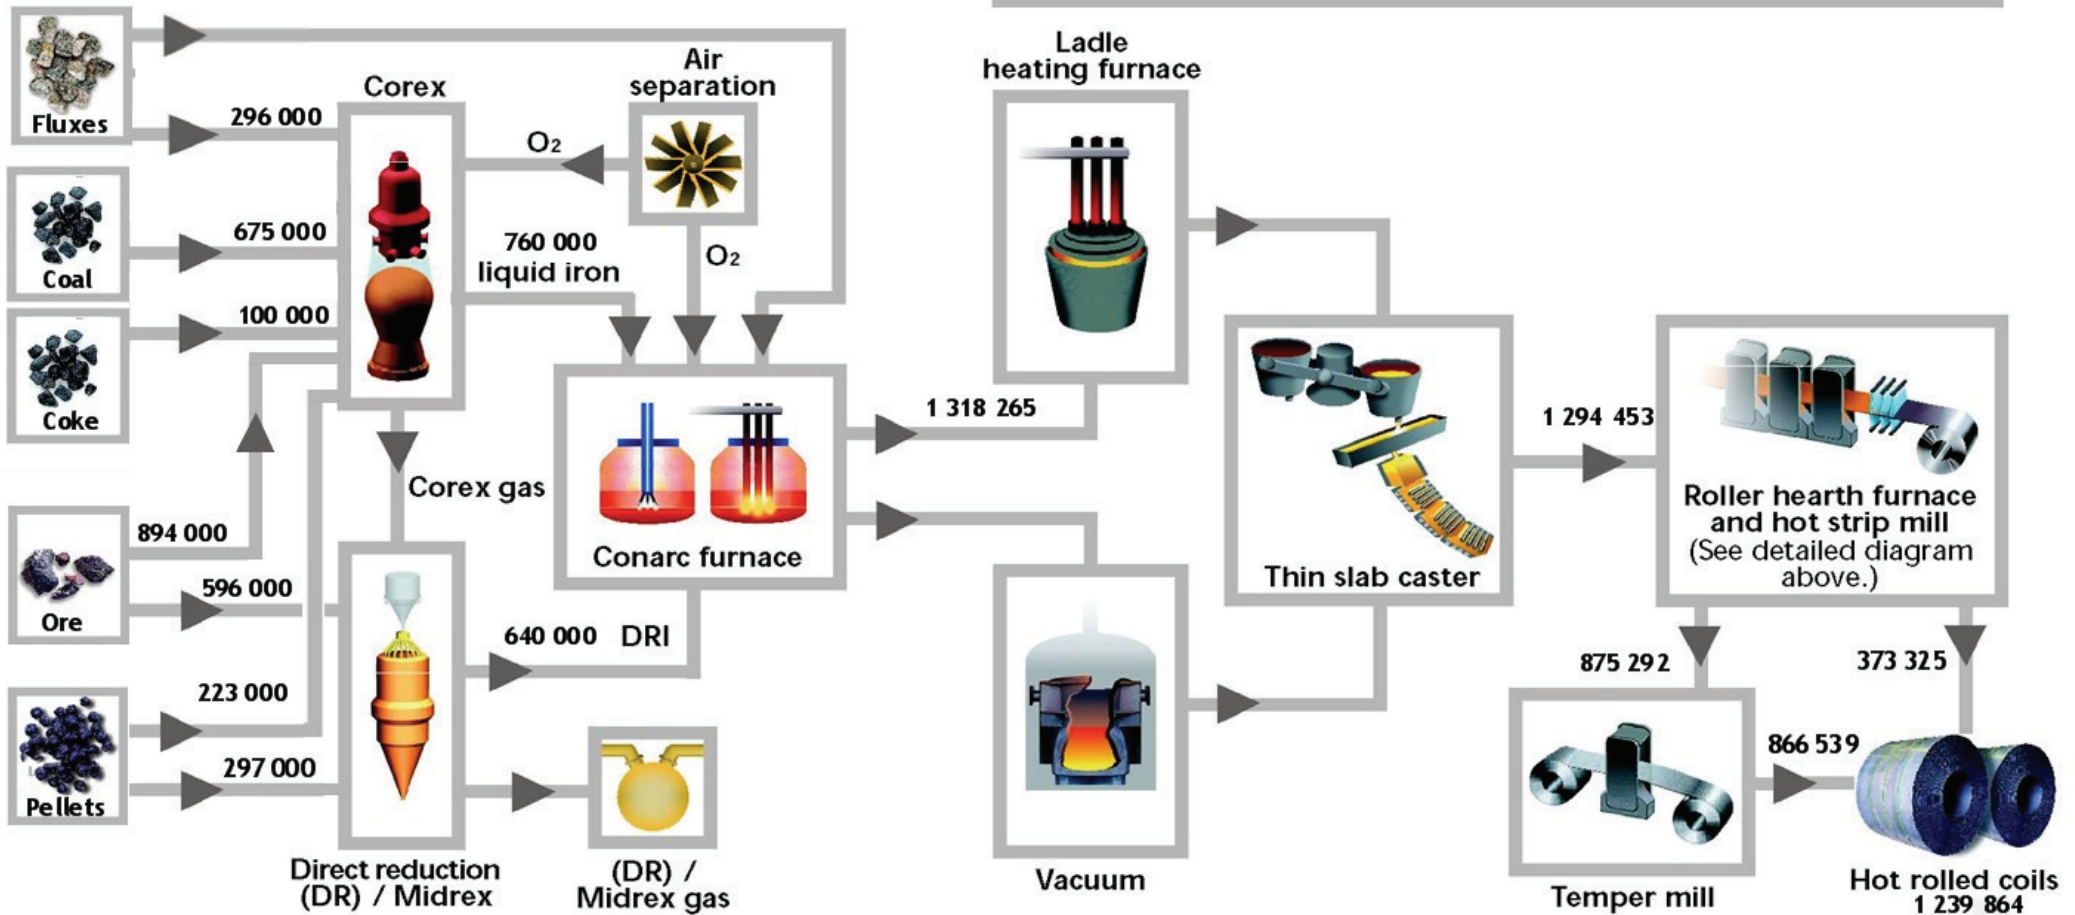 Fluxes
296 000
Coal
675 000
Coke
100 000
Ore
894 000
596 000
Pellets
223 000
297 000
Corex
Air
separation
O₂
O₂
760 000
liquid iron
Corex gas
Conarc furnace
640 000 DRI
Direct reduction
(DR) / Midrex
(DR) /
Midrex gas
Ladle
heating furnace
1 318 265
Vacuum
Thin slab caster
1 294 453
Roller hearth furnace
and hot strip mill
(See detailed diagram
above.)
875 292
373 325
Temper mill
866 539
Hot rolled coils
1 239 864